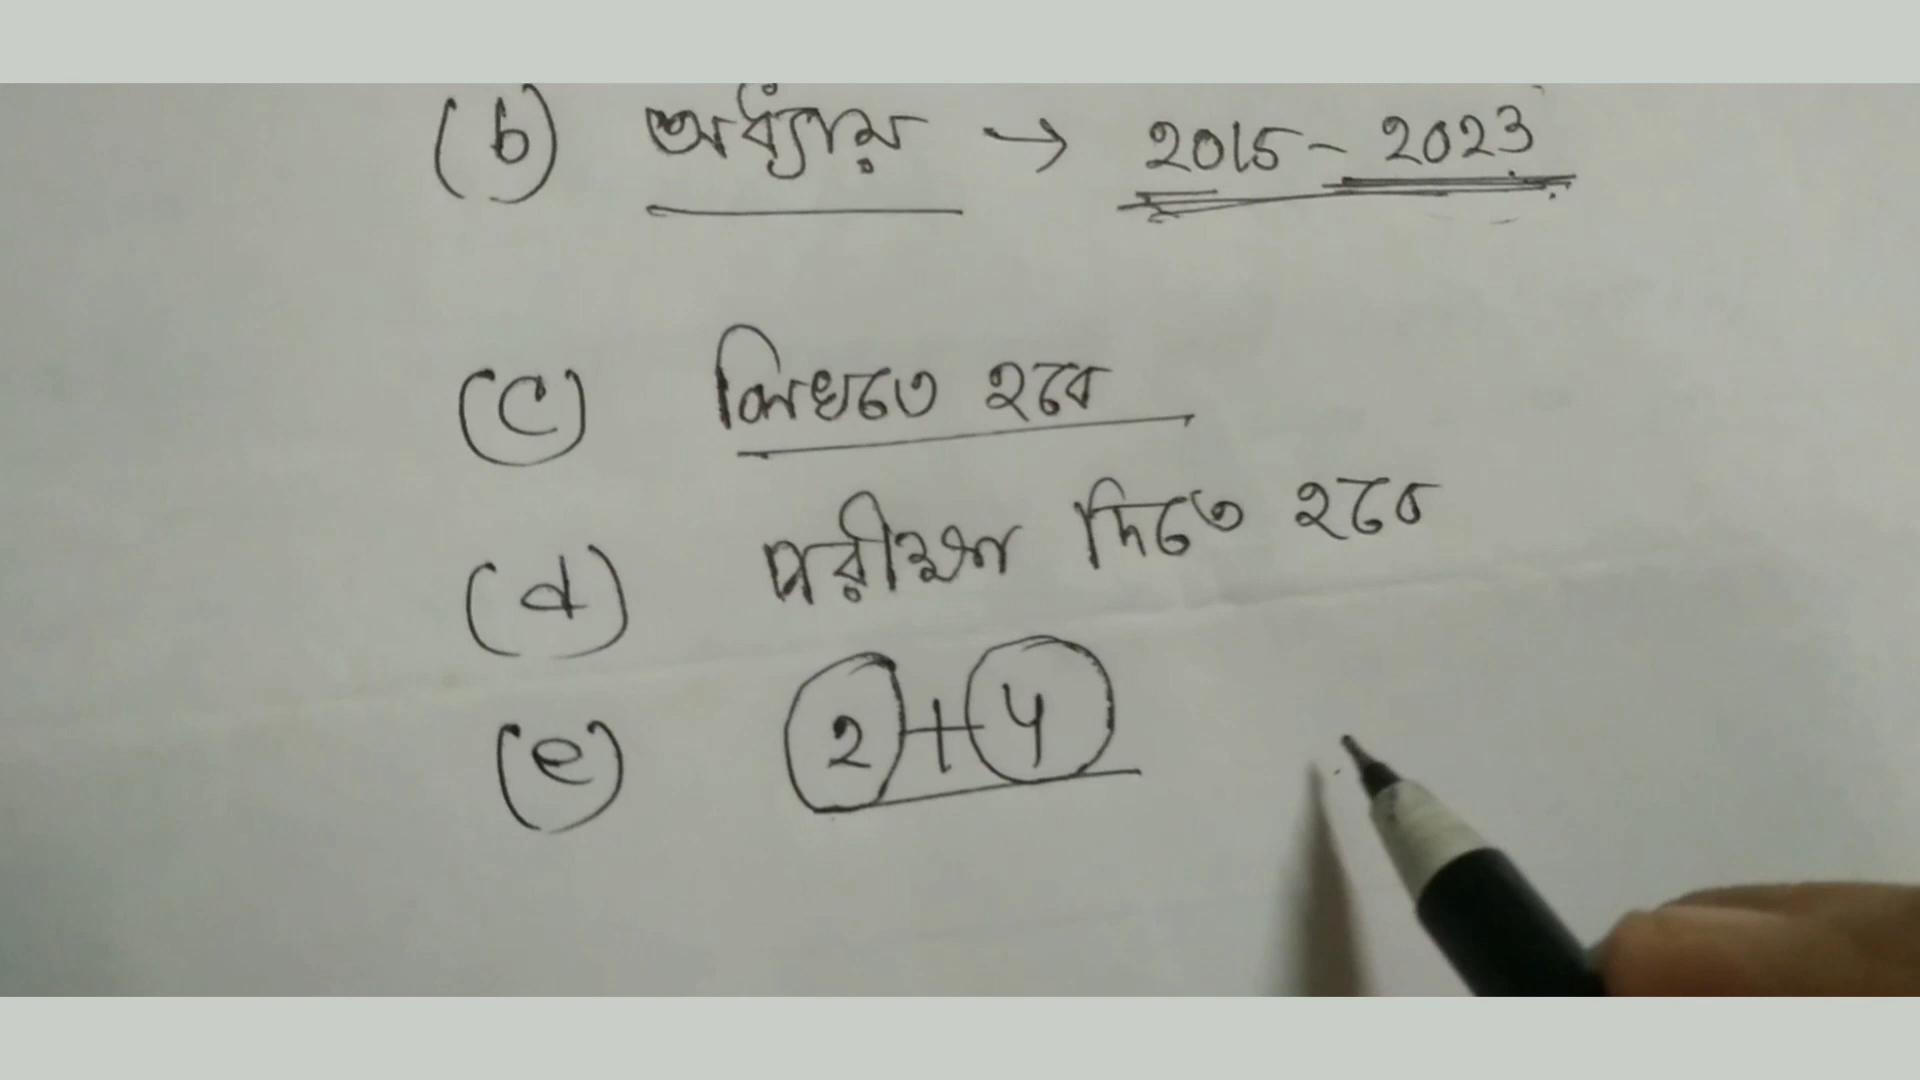 (b) অধ্যায় → 2015 - 2023
(c) লিখতে হবে
(d) পরীক্ষা দিতে হবে
(e) 2 + 4